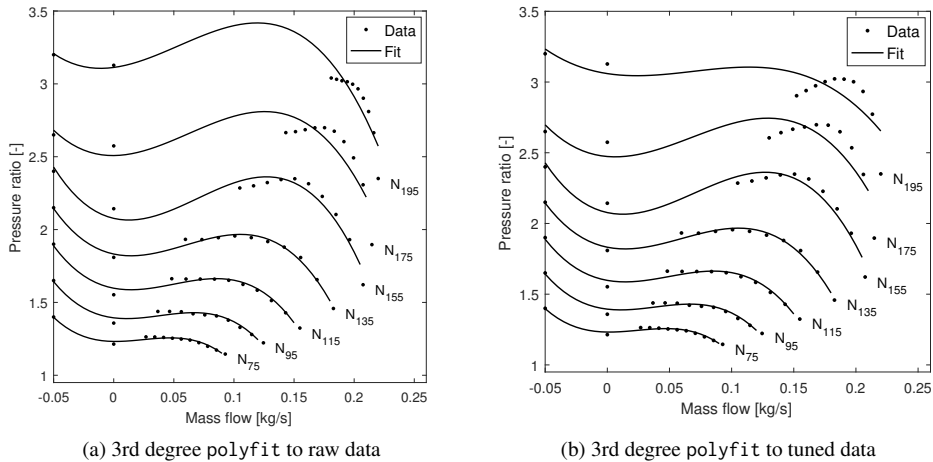 3.5
3
2.5
2
1.5
1
Pressure ratio [-]
-0.05 0 0.05 0.1 0.15 0.2 0.25
Mass flow [kg/s]
Data
Fit
N195
N175
N155
N135
N115
N95
N75
(a) 3rd degree polyfit to raw data
3.5
3
2.5
2
1.5
1
Pressure ratio [-]
-0.05 0 0.05 0.1 0.15 0.2 0.25
Mass flow [kg/s]
Data
Fit
N195
N175
N155
N135
N115
N95
N75
(b) 3rd degree polyfit to tuned data